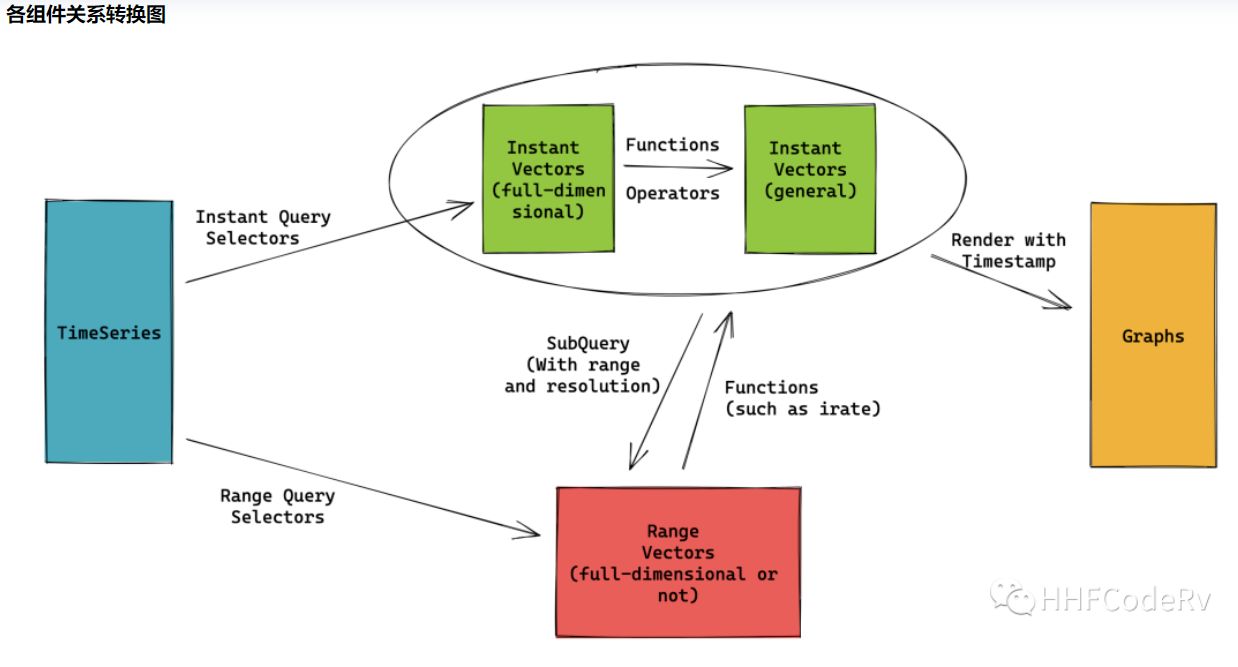 各组件关系转换图
Instant
Vectors
(full-dimen
sional)
Functions
Operators
Instant
Vectors
(general)
Instant Query
Selectors
Render with
Timestamp
TimeSeries
SubQuery
(With range
and resolution)
Functions
(such as irate)
Graphs
Range Query
Selectors
Range
Vectors
(full-dimensional or
not)
HHFCodeRv